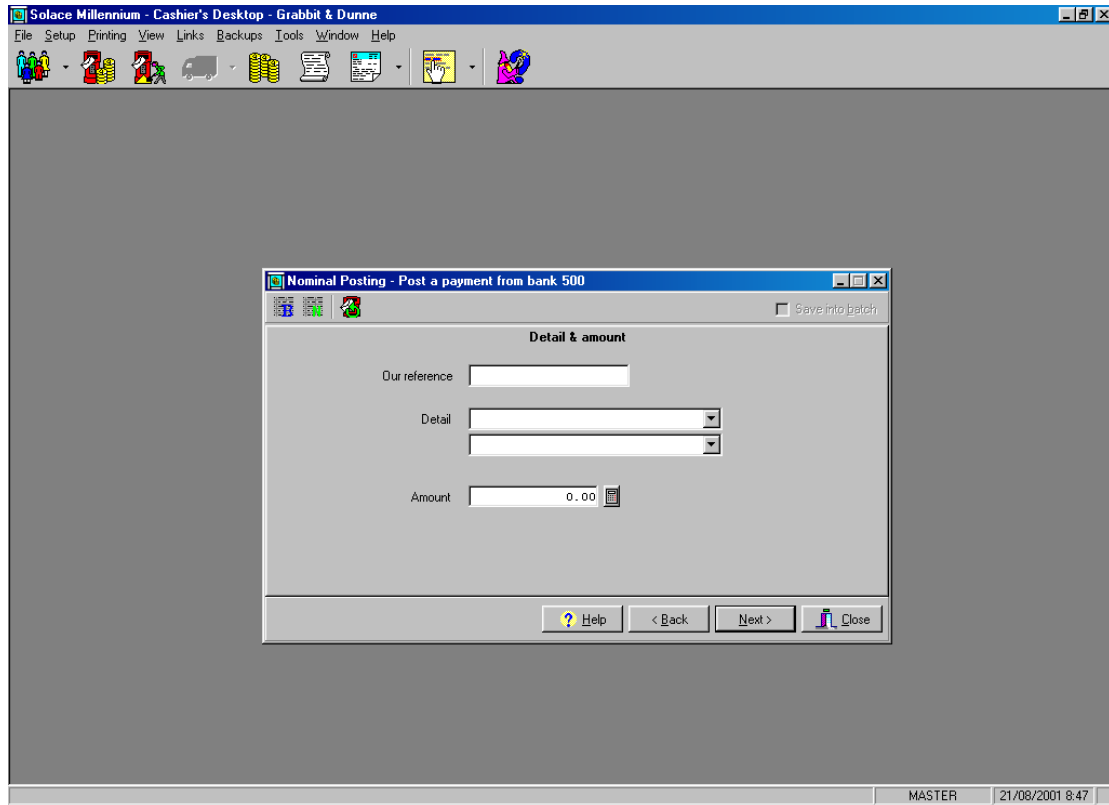 Solace Millennium - Cashier's Desktop - Grabbit & Dunne
File Setup Printing View Links Backups Tools Window Help
Nominal Posting - Post a payment from bank 500
Save into batch
Detail & amount
Our reference
Detail
Amount 0.00
? Help < Back Next > Close
MASTER 21/08/2001 8:47